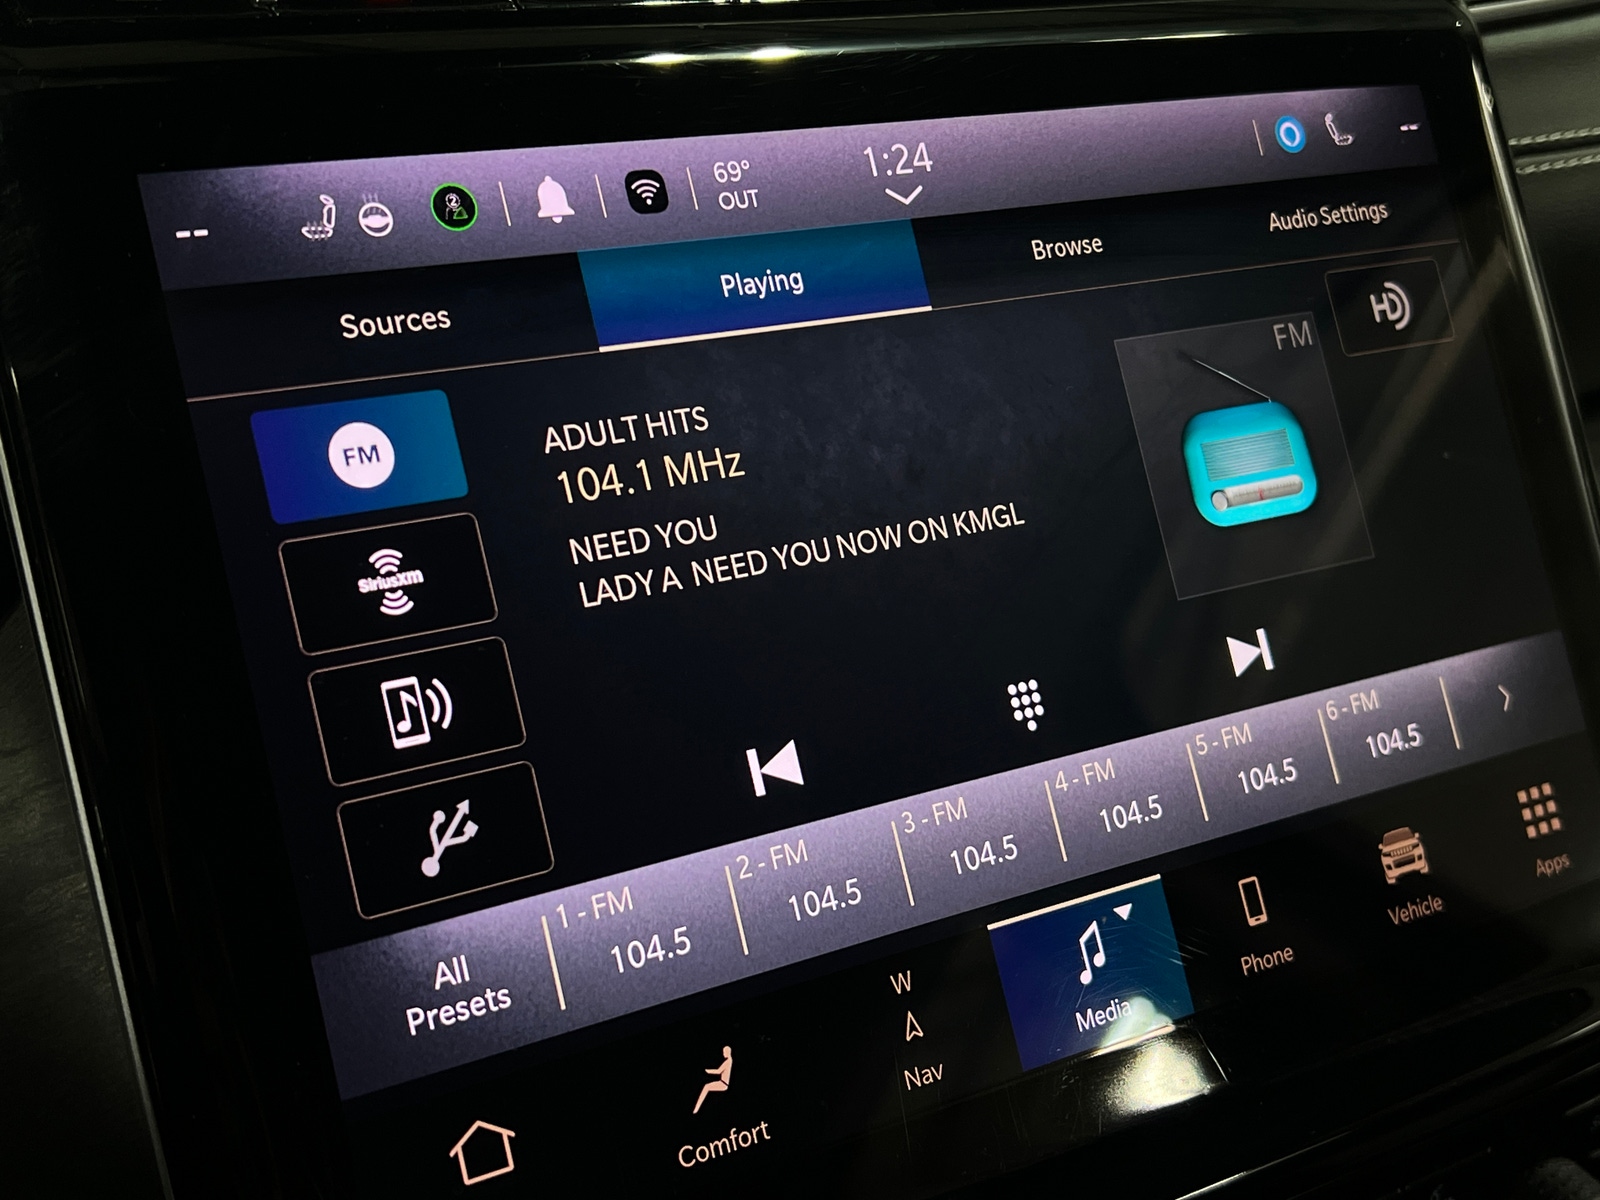 --
2
69°
OUT
1:24
--
Sources
Playing
Browse
Audio Settings
FM
HD
FM
ADULT HITS
104.1 MHz
NEED YOU
LADY A NEED YOU NOW ON KMGL
SiriusXM
All
Presets
1 - FM
104.5
2 - FM
104.5
3 - FM
104.5
4 - FM
104.5
5 - FM
104.5
6 - FM
104.5
Comfort
W
Nav
Media
Phone
Vehicle
Apps